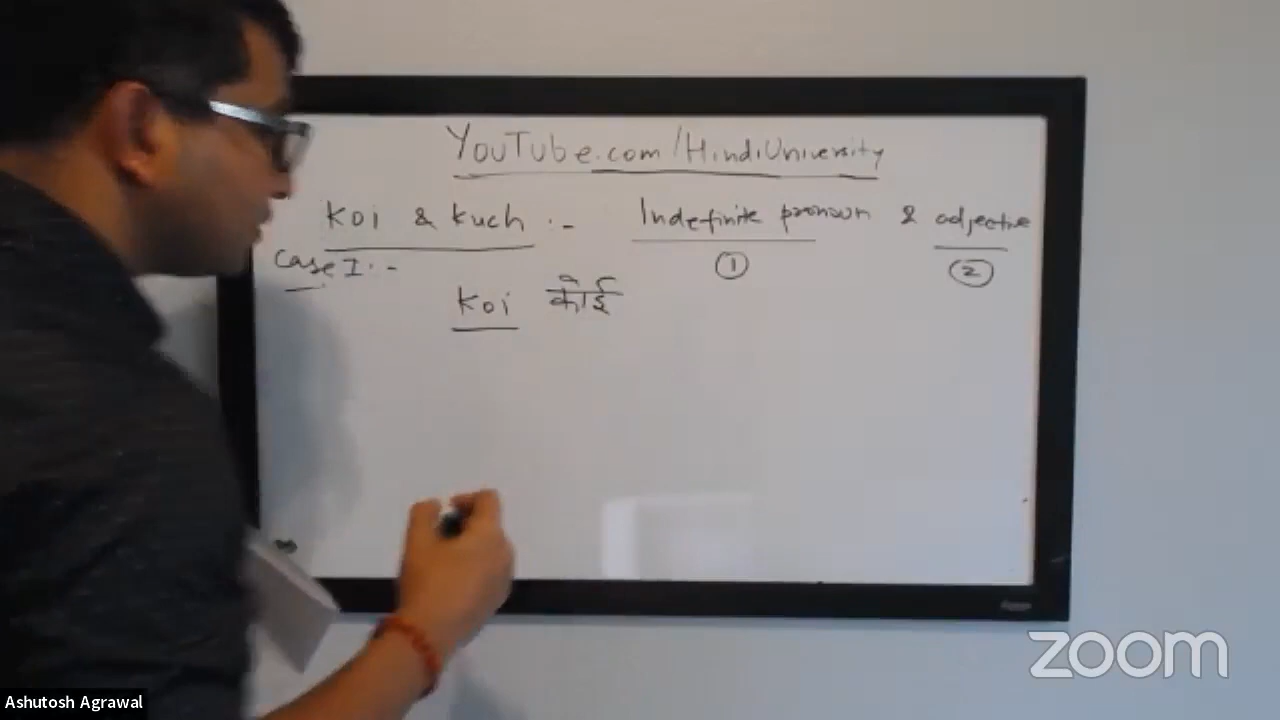 YouTube.com/HindiUniversity
Koi & Kuch :- Indefinite pronoun & adjective
① ②
Case I :-
Koi कोई
zoom
Ashutosh Agrawal